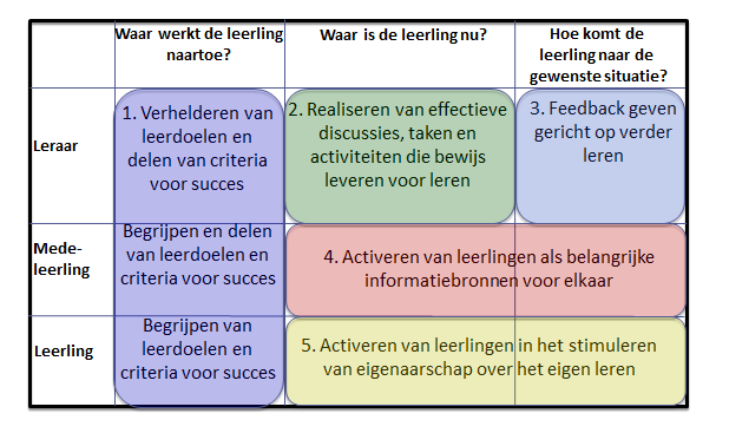 Waar werkt de leerling
naartoe?
Waar is de leerling nu?
Hoe komt de
leerling naar de
gewenste situatie?
Leraar
1. Verhelderen van
leerdoelen en
delen van criteria
voor succes
2. Realiseren van effectieve
discussies, taken en
activiteiten die bewijs
leveren voor leren
3. Feedback geven
gericht op verder
leren
Mede-
leerling
Begrijpen en delen
van leerdoelen en
criteria voor succes
4. Activeren van leerlingen als belangrijke
informatiebronnen voor elkaar
Leerling
Begrijpen van
leerdoelen en
criteria voor succes
5. Activeren van leerlingen in het stimuleren
van eigenaarschap over het eigen leren